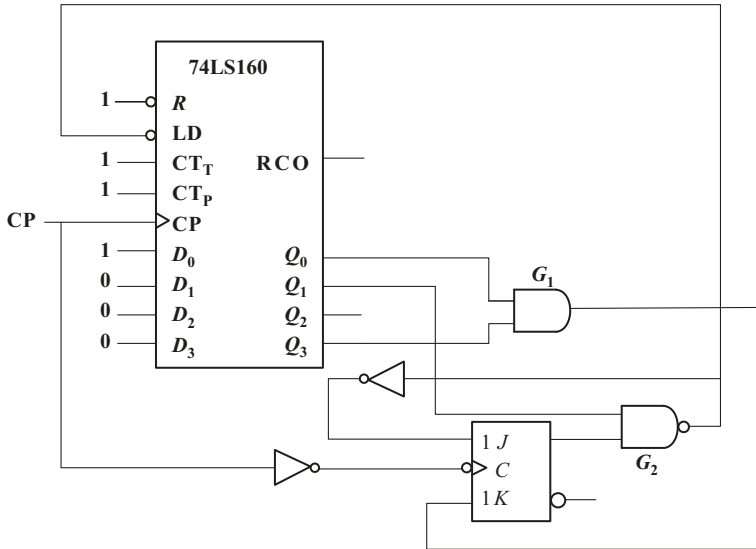 74LS160
1 R
LD
1 CT_T RCO
1 CT_P
CP CP
1 D_0 Q_0
0 D_1 Q_1
0 D_2 Q_2
0 D_3 Q_3
G_1
1J
C
1K
G_2